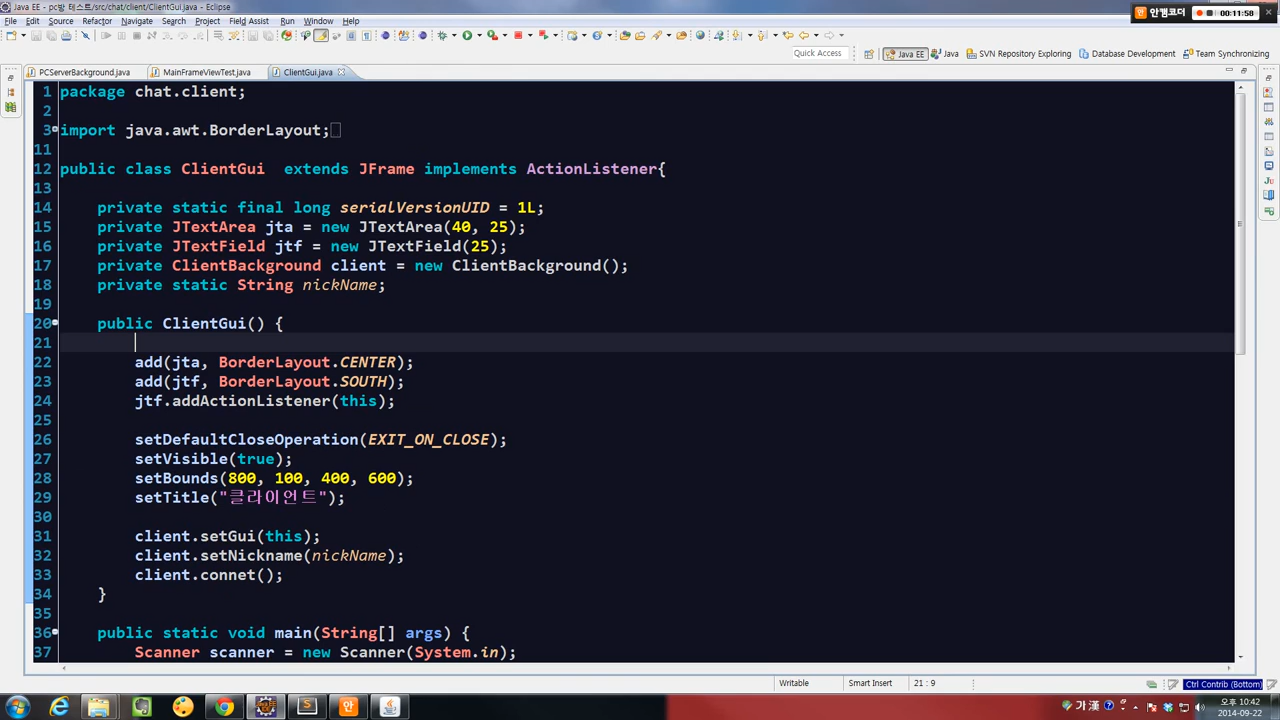 Java EE - pc방 테스트/src/chat/client/ClientGui.java - Eclipse
안캠코더 00:11:58
File Edit Source Refactor Navigate Search Project Field Assist Run Window Help
Quick Access Java EE Java SVN Repository Exploring Database Development Team Synchronizing
PCServerBackground.java MainFrameViewTest.java ClientGui.java
1 package chat.client;
2
3 import java.awt.BorderLayout;
11
12 public class ClientGui  extends JFrame implements ActionListener{
13
14 private static final long serialVersionUID = 1L;
15 private JTextArea jta = new JTextArea(40, 25);
16 private JTextField jtf = new JTextField(25);
17 private ClientBackground client = new ClientBackground();
18 private static String nickName;
19
20 public ClientGui() {
21
22 add(jta, BorderLayout.CENTER);
23 add(jtf, BorderLayout.SOUTH);
24 jtf.addActionListener(this);
25
26 setDefaultCloseOperation(EXIT_ON_CLOSE);
27 setVisible(true);
28 setBounds(800, 100, 400, 600);
29 setTitle("클라이언트");
30
31 client.setGui(this);
32 client.setNickname(nickName);
33 client.connet();
34 }
35
36 public static void main(String[] args) {
37 Scanner scanner = new Scanner(System.in);
Writable Smart Insert 21 : 9 Ctrl Contrib (Bottom)
안 가 漢 오후 10:42
2014-09-22